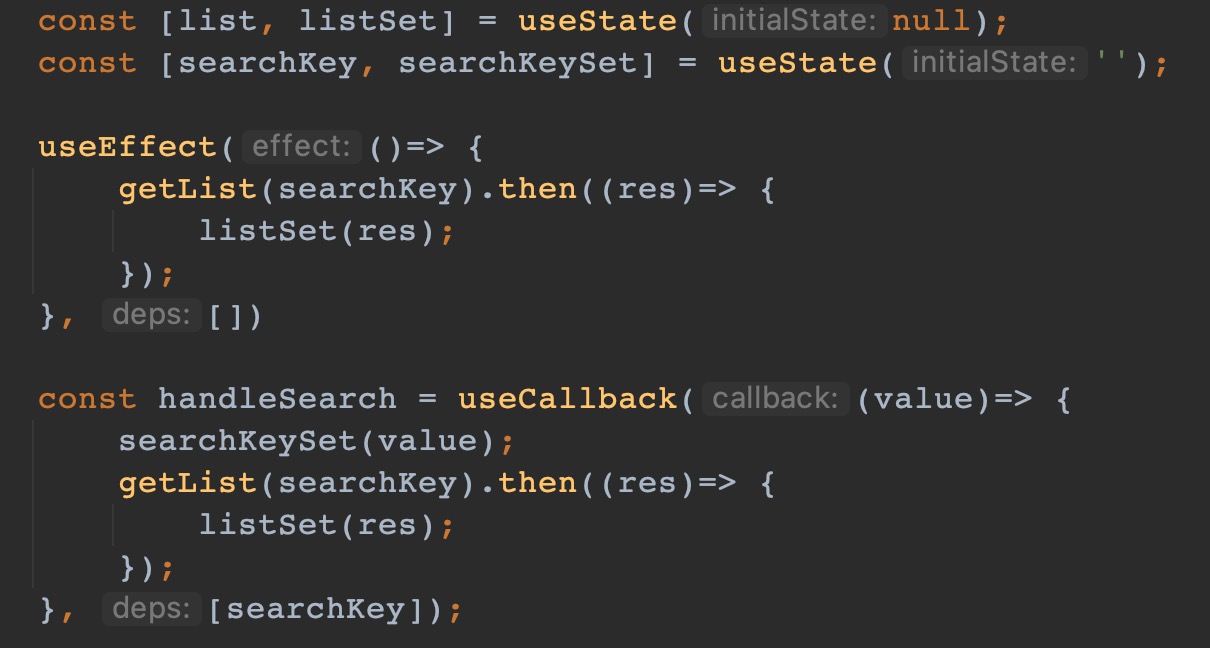 const [list, listSet] = useState( initialState: null);
const [searchKey, searchKeySet] = useState( initialState: '');
useEffect( effect: ()=> {
getList(searchKey).then((res)=> {
listSet(res);
});
}, deps: [])
const handleSearch = useCallback( callback: (value)=> {
searchKeySet(value);
getList(searchKey).then((res)=> {
listSet(res);
});
}, deps: [searchKey]);